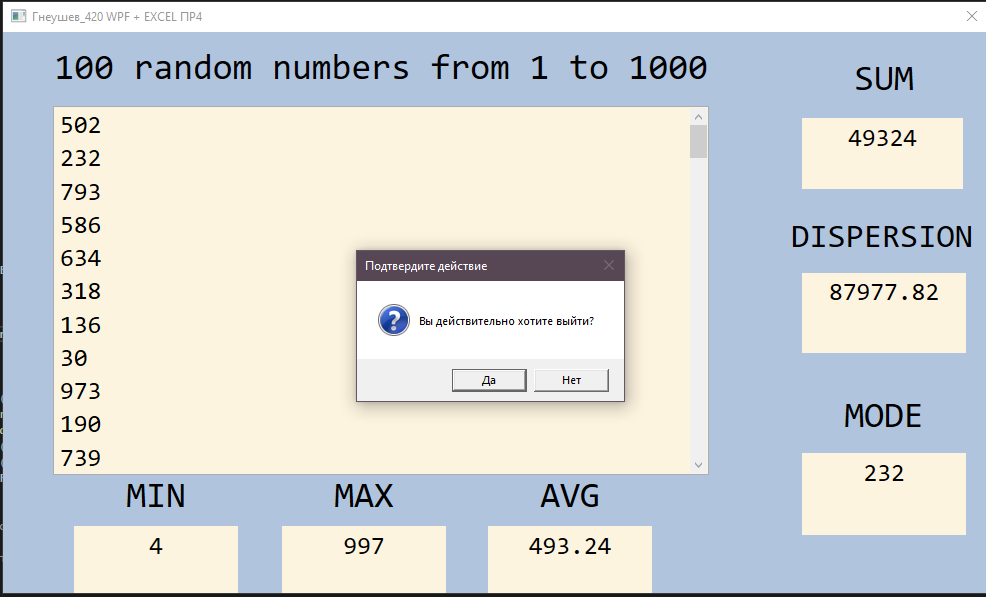 Гнеушев_420 WPF + EXCEL ПР4
100 random numbers from 1 to 1000
502
232
793
586
634
318
136
30
973
190
739
Подтвердите действие
Вы действительно хотите выйти?
Да
Нет
SUM
49324
DISPERSION
87977.82
MODE
232
MIN
4
MAX
997
AVG
493.24